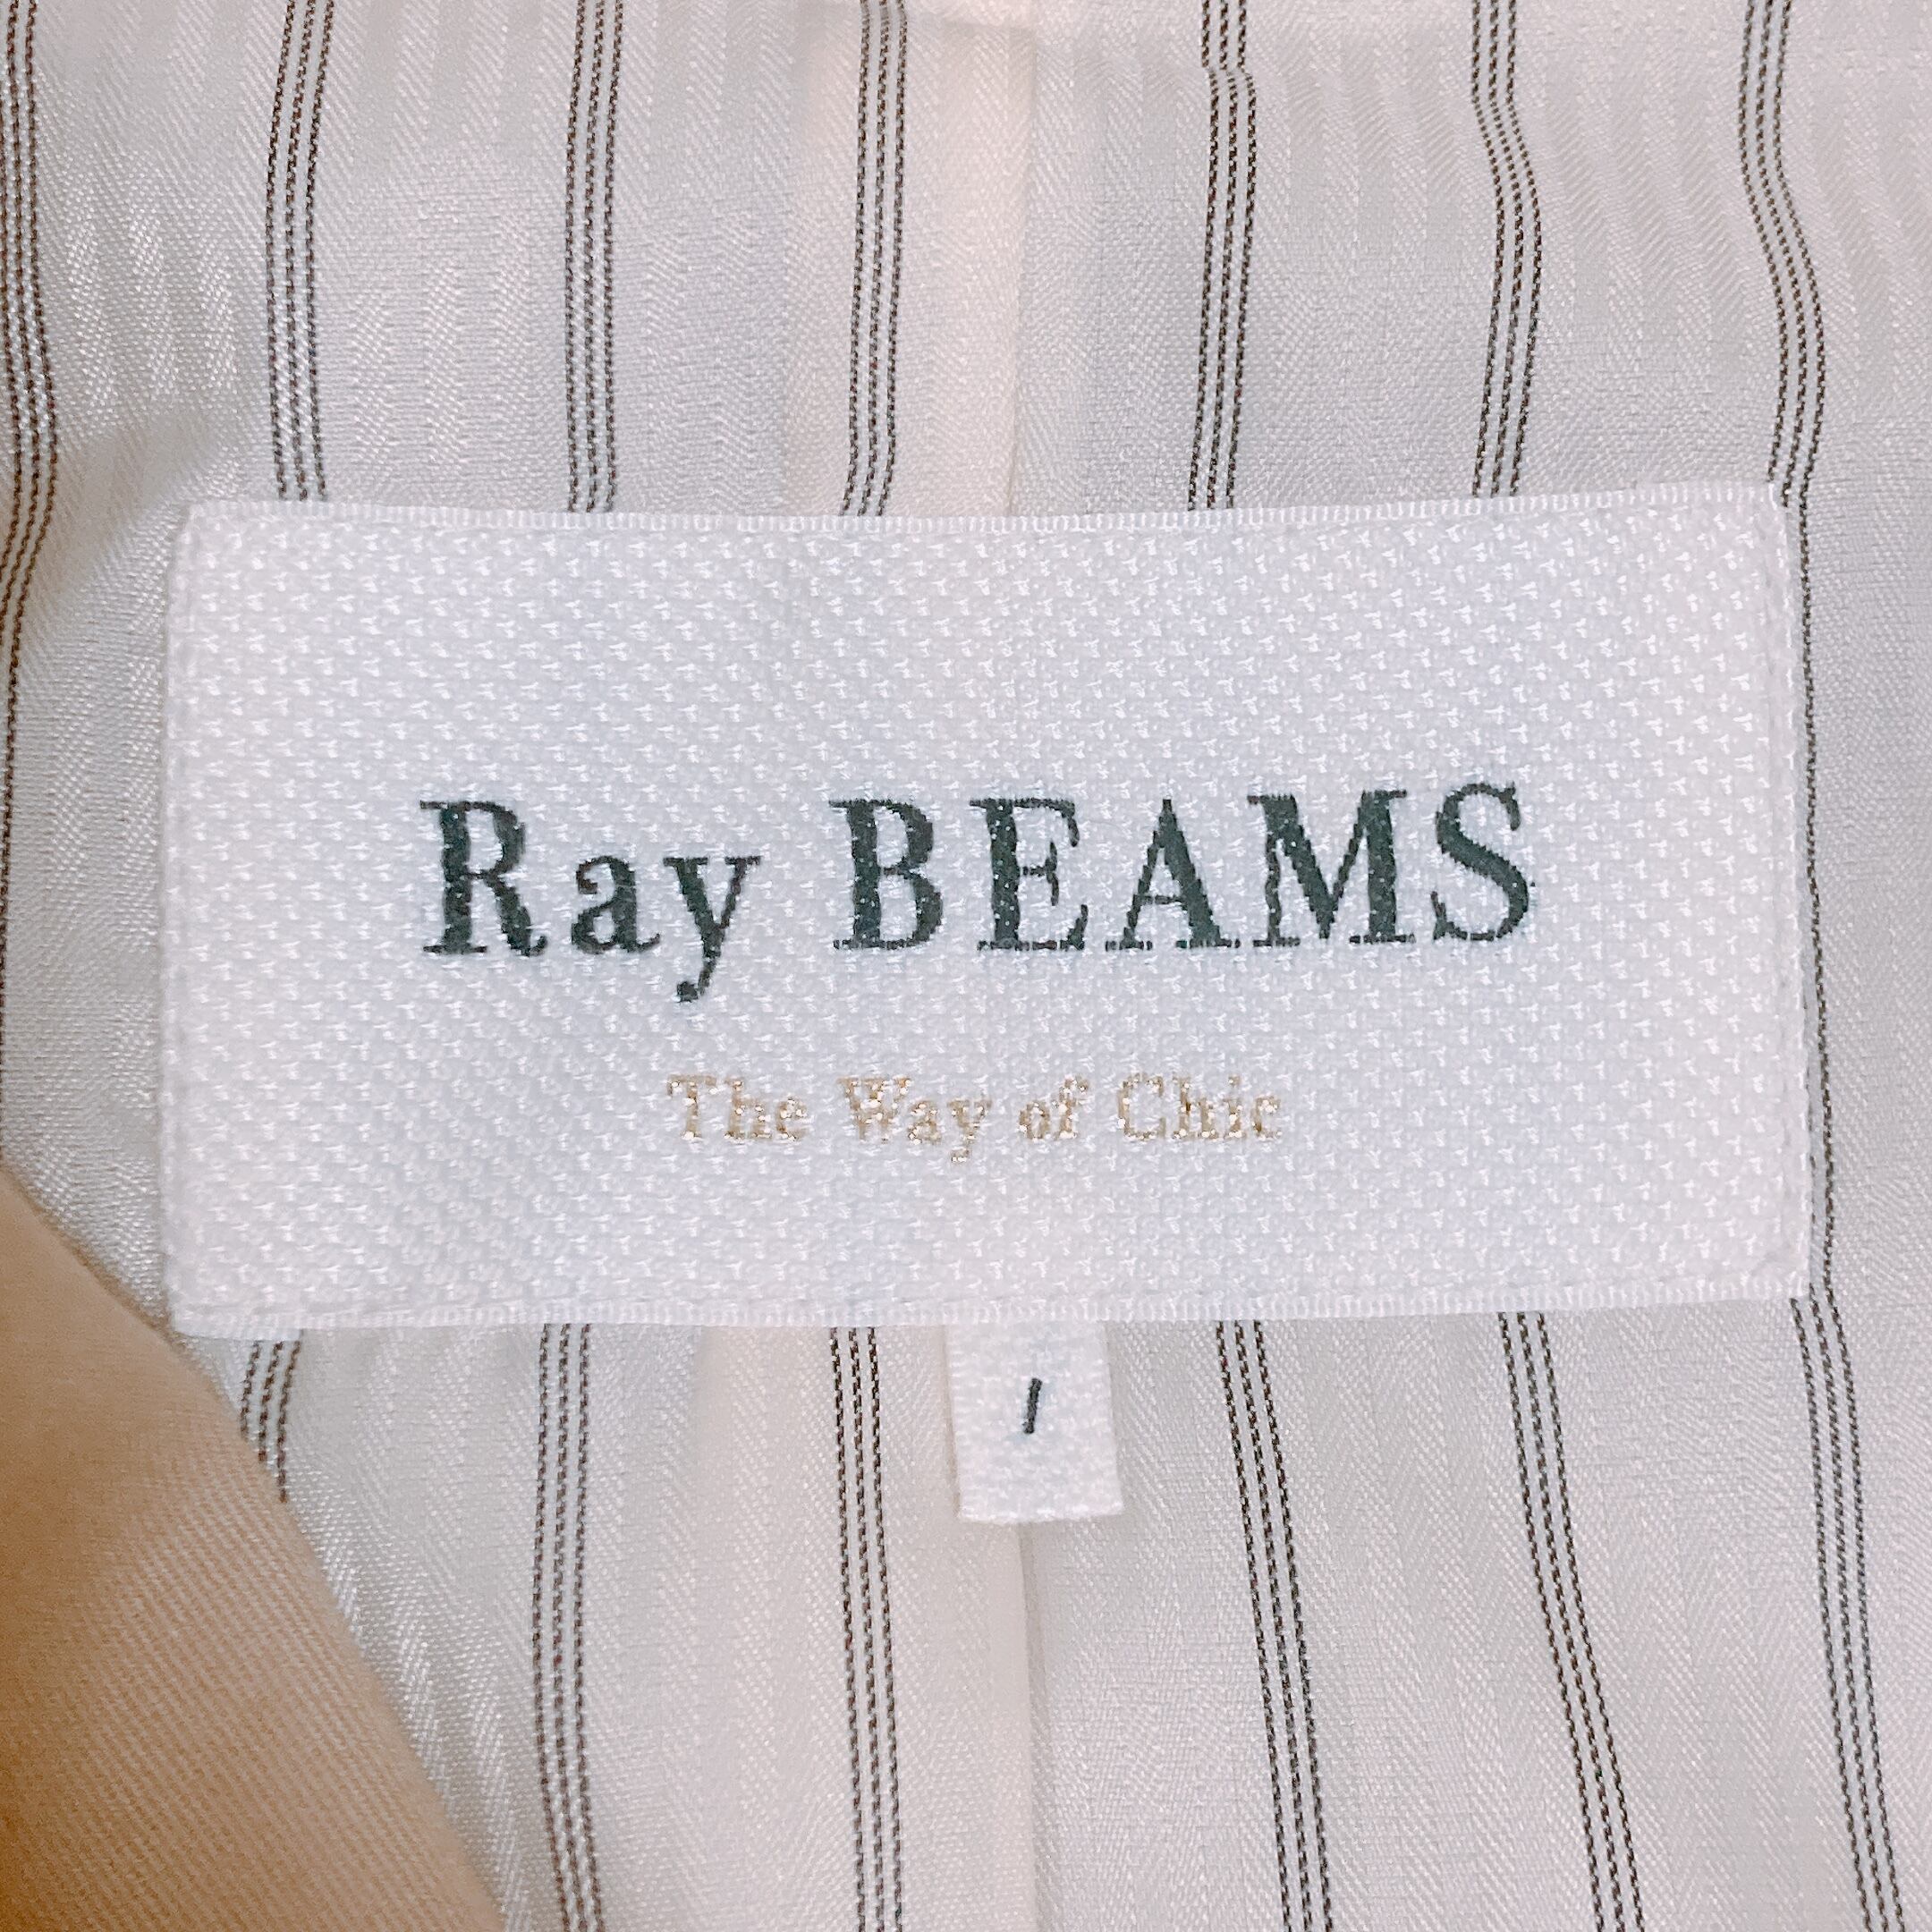 Ray BEAMS
The Way of Chic
1